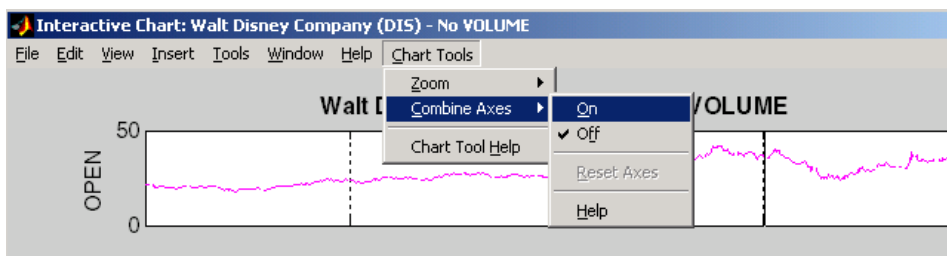 Interactive Chart: Walt Disney Company (DIS) - No VOLUME
File Edit View Insert Tools Window Help Chart Tools
Zoom
Walt D
Combine Axes
On
VOLUME
50
Off
Chart Tool Help
OPEN
Reset Axes
Help
0